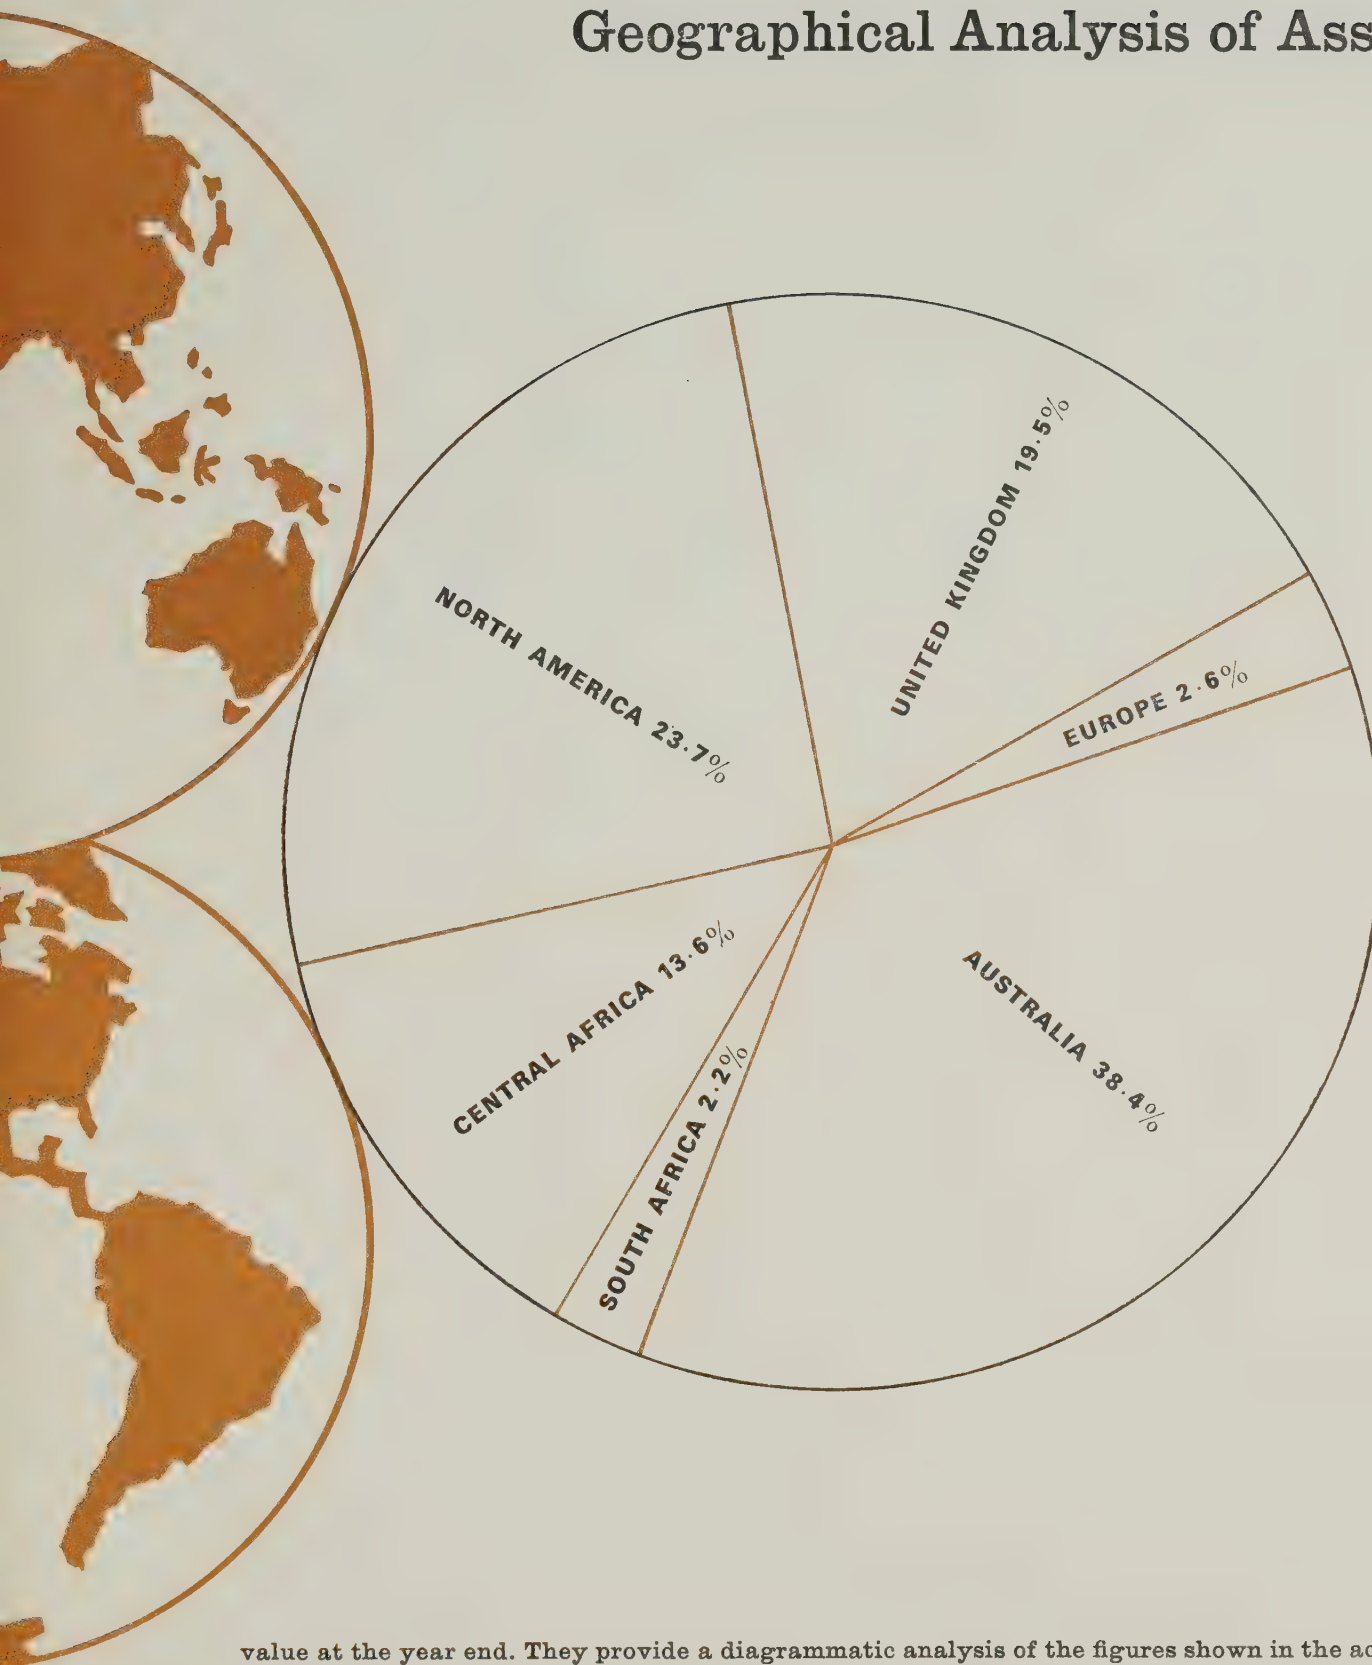 Geographical Analysis of Ass
UNITED KINGDOM 19·5%
NORTH AMERICA 23·7%
EUROPE 2·6%
CENTRAL AFRICA 13·6%
SOUTH AFRICA 2·2%
AUSTRALIA 38·4%
value at the year end. They provide a diagrammatic analysis of the figures shown in the ac